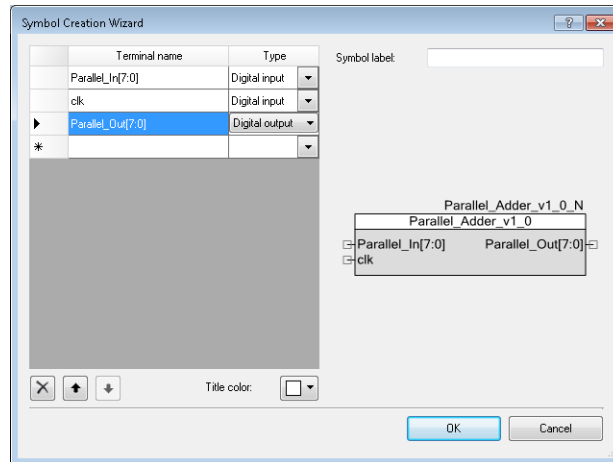 Symbol Creation Wizard
Terminal name Type
Parallel_In[7:0] Digital input
clk Digital input
Parallel_Out[7:0] Digital output
Symbol label:
Parallel_Adder_v1_0_N
Parallel_Adder_v1_0
Parallel_In[7:0] Parallel_Out[7:0]
clk
Title color:
OK Cancel